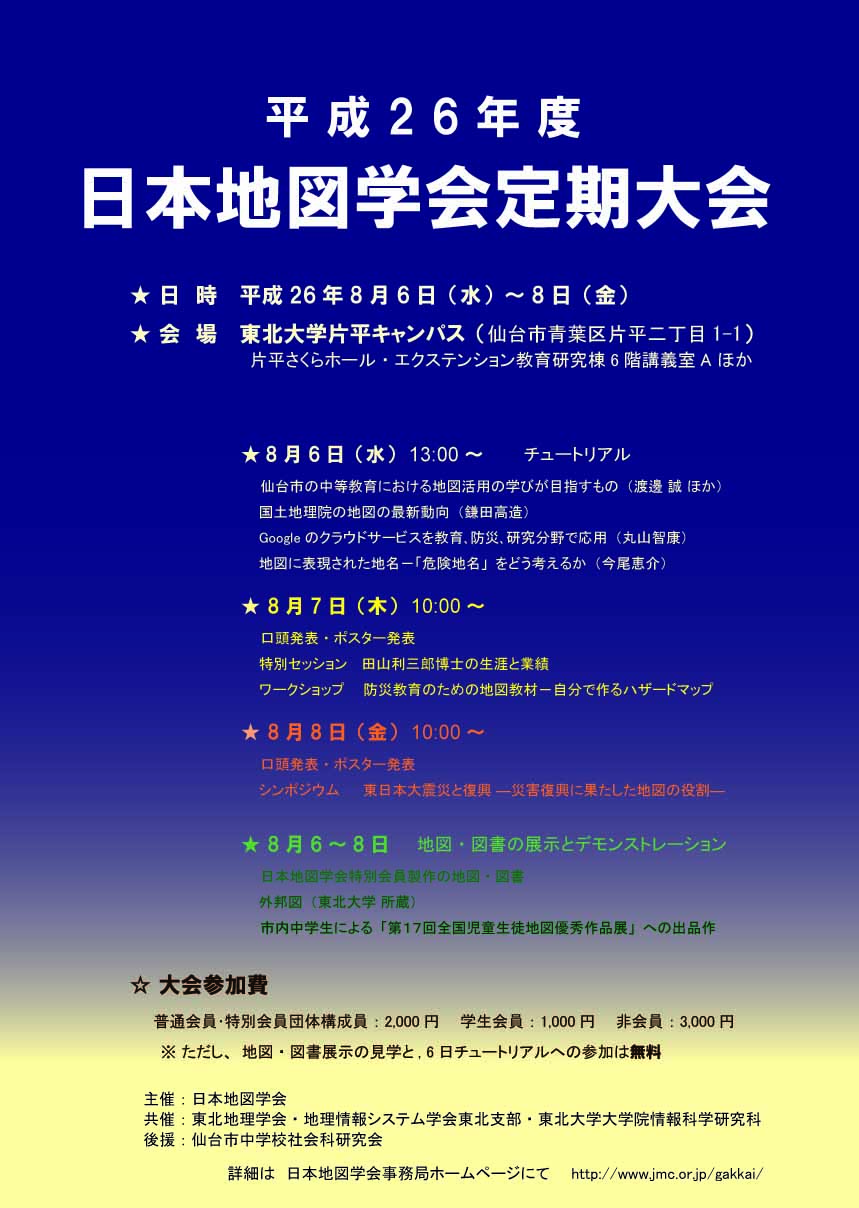 平成26年度
日本地図学会定期大会
★ 日 時 平成26年8月6日（水）～8日（金）
★ 会 場 東北大学片平キャンパス（仙台市青葉区片平二丁目1-1）
片平さくらホール・エクステンション教育研究棟6階講義室A ほか
★8月6日（水）13:00～ チュートリアル
仙台市の中等教育における地図活用の学びが目指すもの（渡邊 誠 ほか）
国土地理院の地図の最新動向（鎌田高造）
Googleのクラウドサービスを教育､防災､研究分野で応用（丸山智康）
地図に表現された地名－｢危険地名」をどう考えるか（今尾恵介）
★ 8月7日（木）10:00～
口頭発表・ポスター発表
特別セッション 田山利三郎博士の生涯と業績
ワークショップ 防災教育のための地図教材－自分で作るハザードマップ
★ 8月8日（金）10:00～
口頭発表・ポスター発表
シンポジウム 東日本大震災と復興 ―災害復興に果たした地図の役割―
★ 8月6～8日 地図・図書の展示とデモンストレーション
日本地図学会特別会員製作の地図・図書
外邦図（東北大学 所蔵）
市内中学生による「第17回全国児童生徒地図優秀作品展」への出品作
☆ 大会参加費
普通会員･特別会員団体構成員：2,000円 学生会員：1,000円 非会員：3,000円
※ ただし、地図・図書展示の見学と, 6日チュートリアルへの参加は無料
主催：日本地図学会
共催：東北地理学会・地理情報システム学会東北支部・東北大学大学院情報科学研究科
後援：仙台市中学校社会科研究会
詳細は 日本地図学会事務局ホームページにて http://www.jmc.or.jp/gakkai/